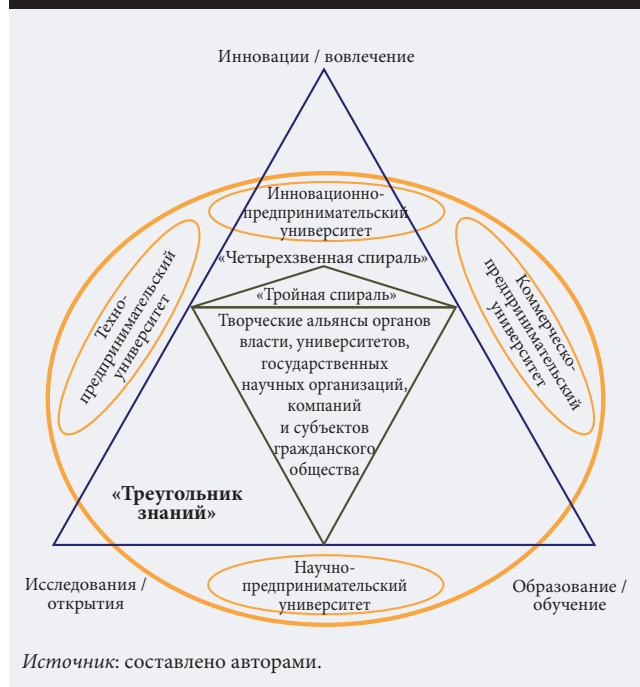 Инновации / вовлечение
Инновационно-
предпринимательский
университет
«Четырехзвенная спираль»
«Тройная спираль»
Техно-
предпринимательский
университет
Коммерческо-
предпринимательский
университет
Творческие альянсы органов
власти, университетов,
государственных
научных организаций,
компаний
и субъектов
гражданского
общества
«Треугольник
знаний»
Исследования /
открытия
Научно-
предпринимательский
университет
Образование /
обучение
Источник: составлено авторами.